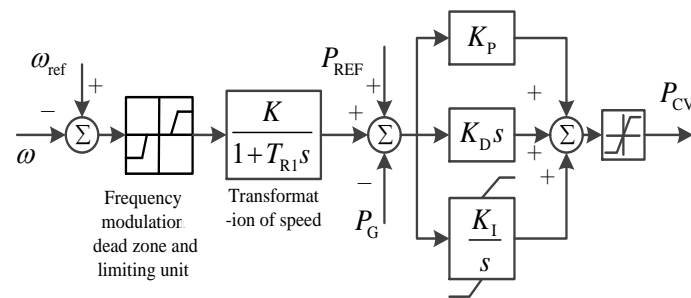 ω_ref
+
−
Σ
ω
Frequency
modulation
dead zone and
limiting unit
K
1+T_R1 s
Transformat
-ion of speed
P_REF
+
+
Σ
−
P_G
K_P
K_D s
K_I
s
+
+
+
Σ
P_CV